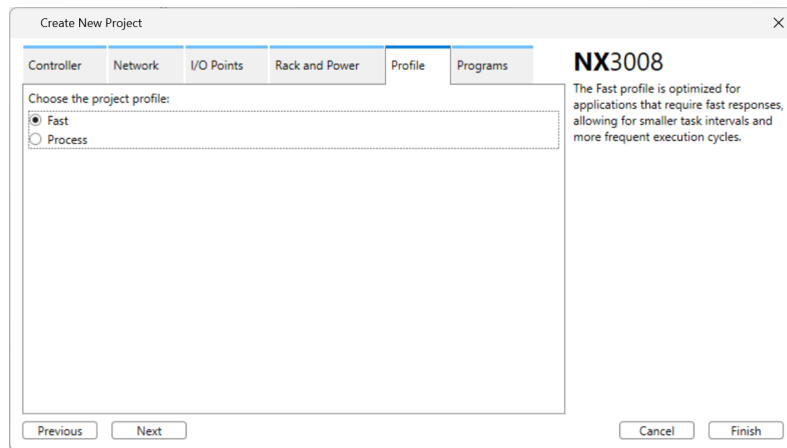 Create New Project
Controller Network I/O Points Rack and Power Profile Programs
Choose the project profile:
Fast
Process
NX3008
The Fast profile is optimized for
applications that require fast responses,
allowing for smaller task intervals and
more frequent execution cycles.
Previous Next Cancel Finish